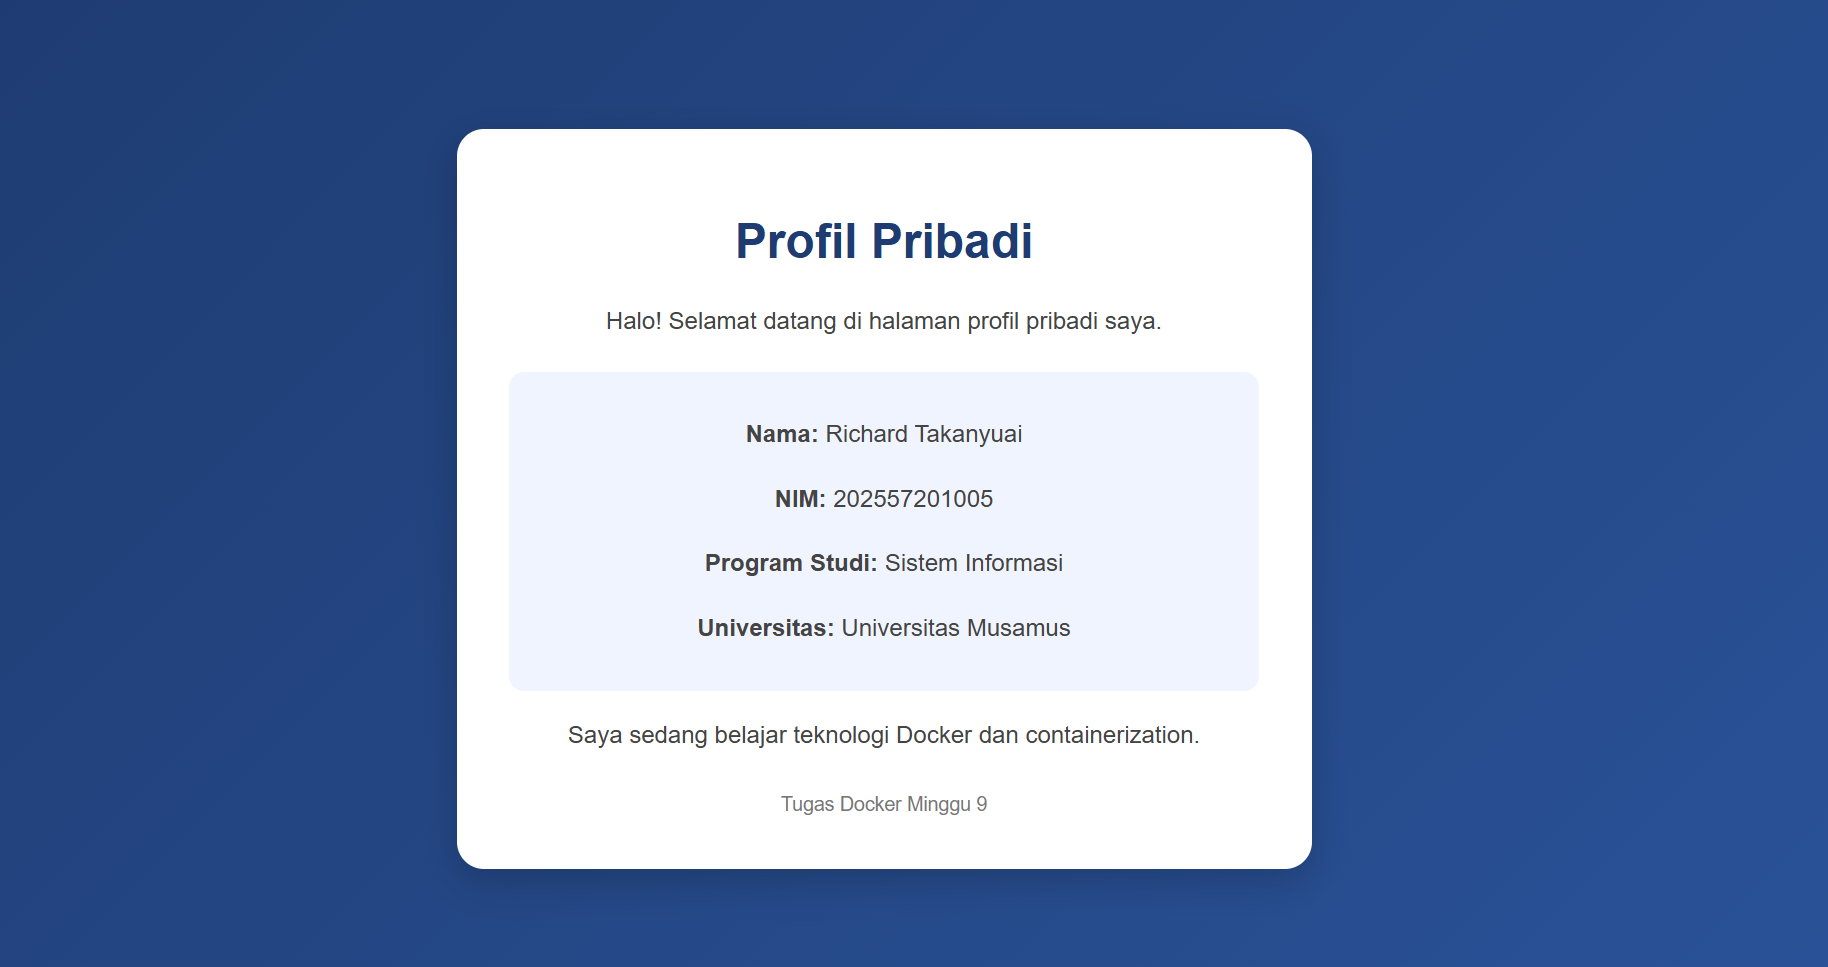 Profil Pribadi
Halo! Selamat datang di halaman profil pribadi saya.
Nama: Richard Takanyuai
NIM: 202557201005
Program Studi: Sistem Informasi
Universitas: Universitas Musamus
Saya sedang belajar teknologi Docker dan containerization.
Tugas Docker Minggu 9